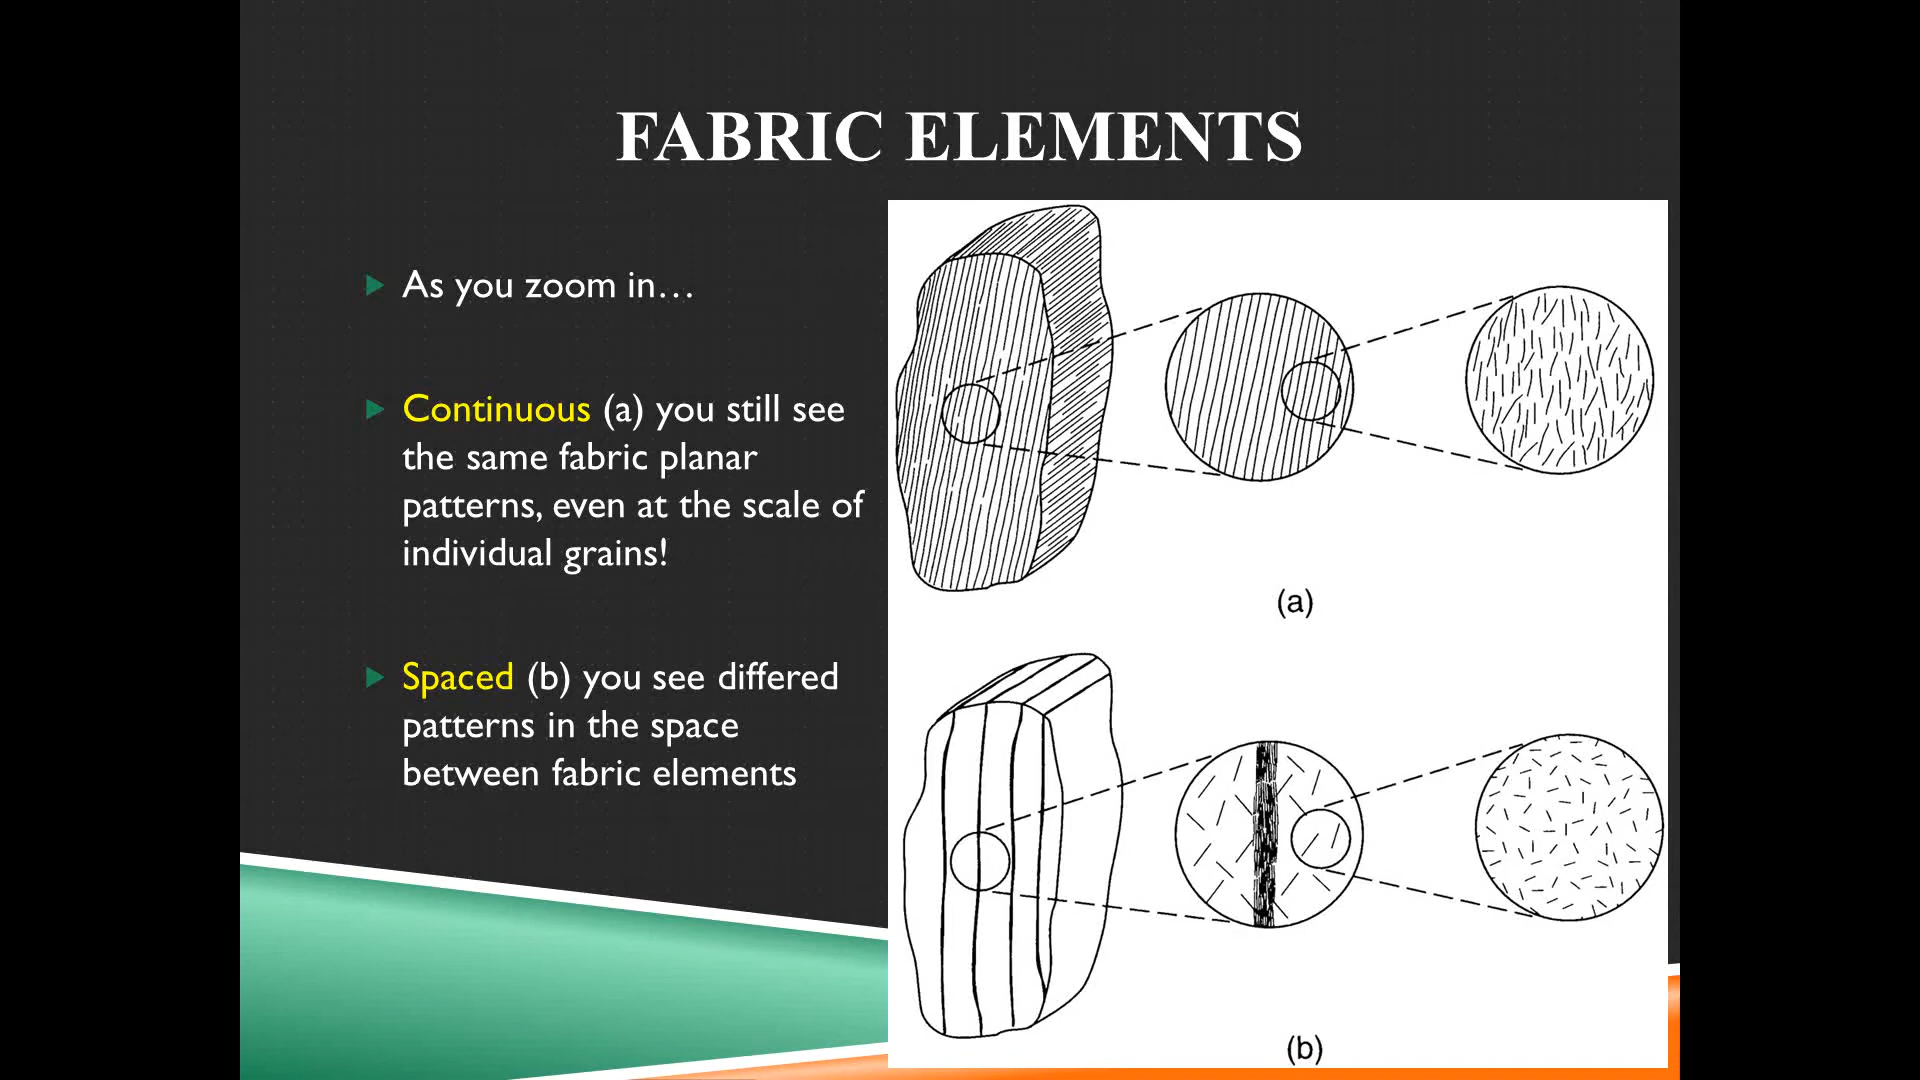 FABRIC ELEMENTS
As you zoom in…
Continuous (a) you still see
the same fabric planar
patterns, even at the scale of
individual grains!
Spaced (b) you see differed
patterns in the space
between fabric elements
(a)
(b)